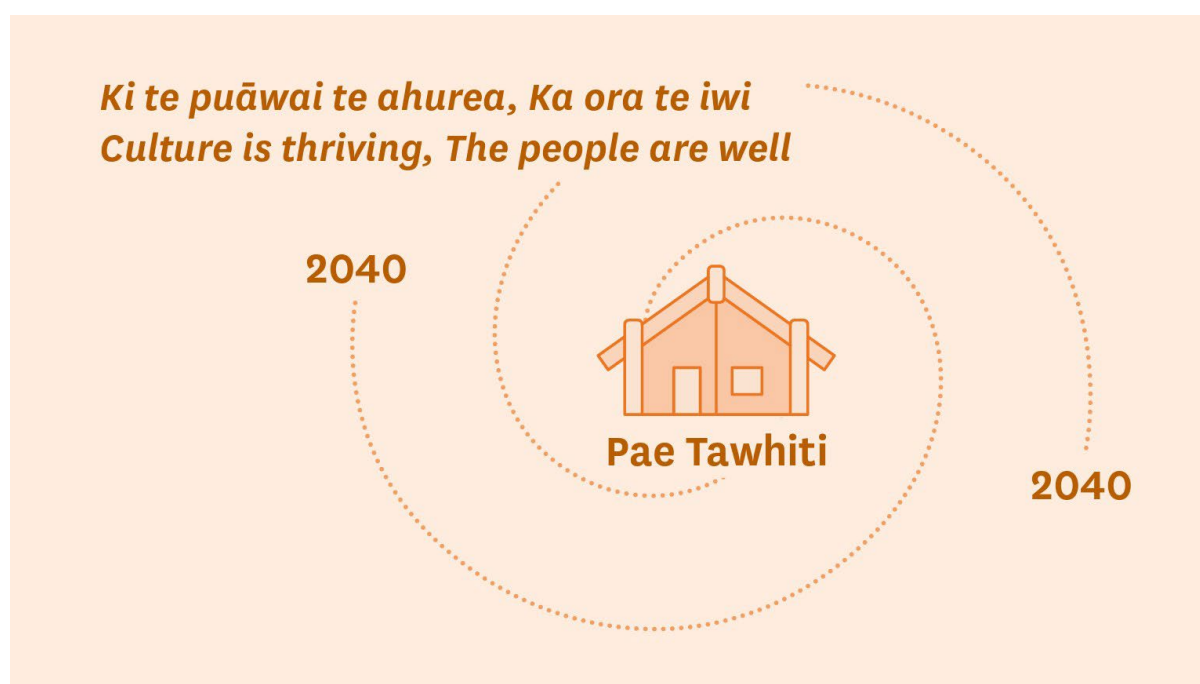 Ki te puāwai te ahurea, Ka ora te iwi
Culture is thriving, The people are well
2040
Pae Tawhiti
2040